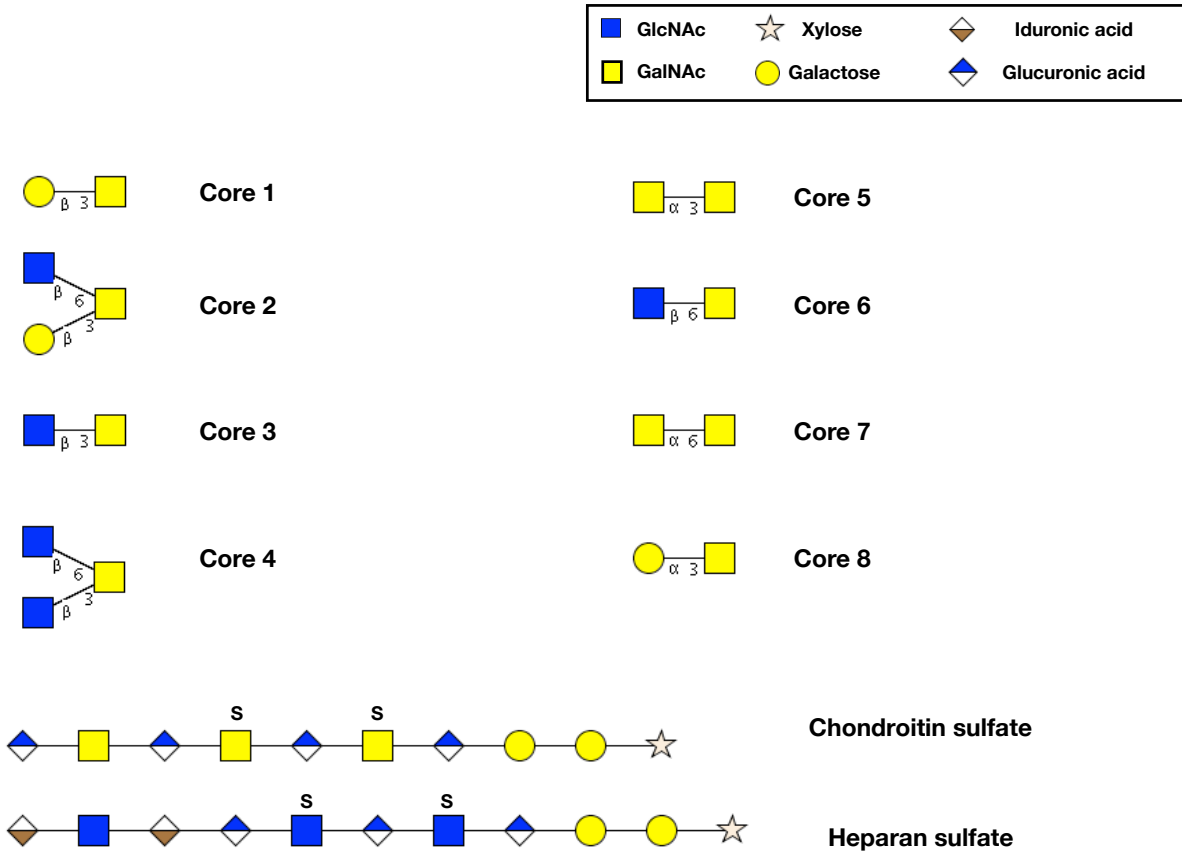 GlcNAc Xylose Iduronic acid
GalNAc Galactose Glucuronic acid
β 3 Core 1
α 3 Core 5
β 6
β 3 Core 2
β 6 Core 6
β 3 Core 3
α 6 Core 7
β 6
β 3 Core 4
α 3 Core 8
S S
Chondroitin sulfate
S S
Heparan sulfate